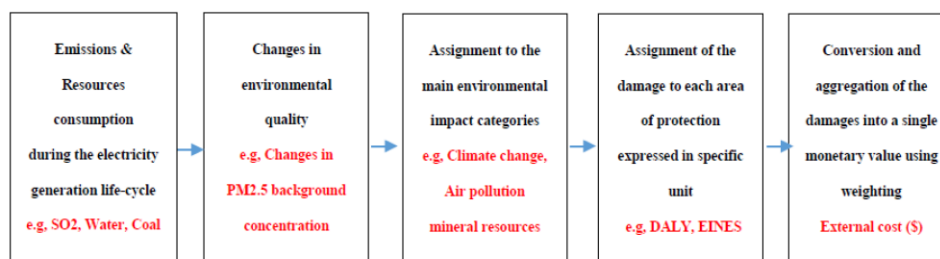 Emissions &
Resources
consumption
during the electricity
generation life-cycle
e.g, SO2, Water, Coal
Changes in
environmental
quality
e.g, Changes in
PM2.5 background
concentration
Assignment to the
main environmental
impact categories
e.g, Climate change,
Air pollution
mineral resources
Assignment of the
damage to each area
of protection
expressed in specific
unit
e.g, DALY, EINES
Conversion and
aggregation of the
damages into a single
monetary value using
weighting
External cost ($)